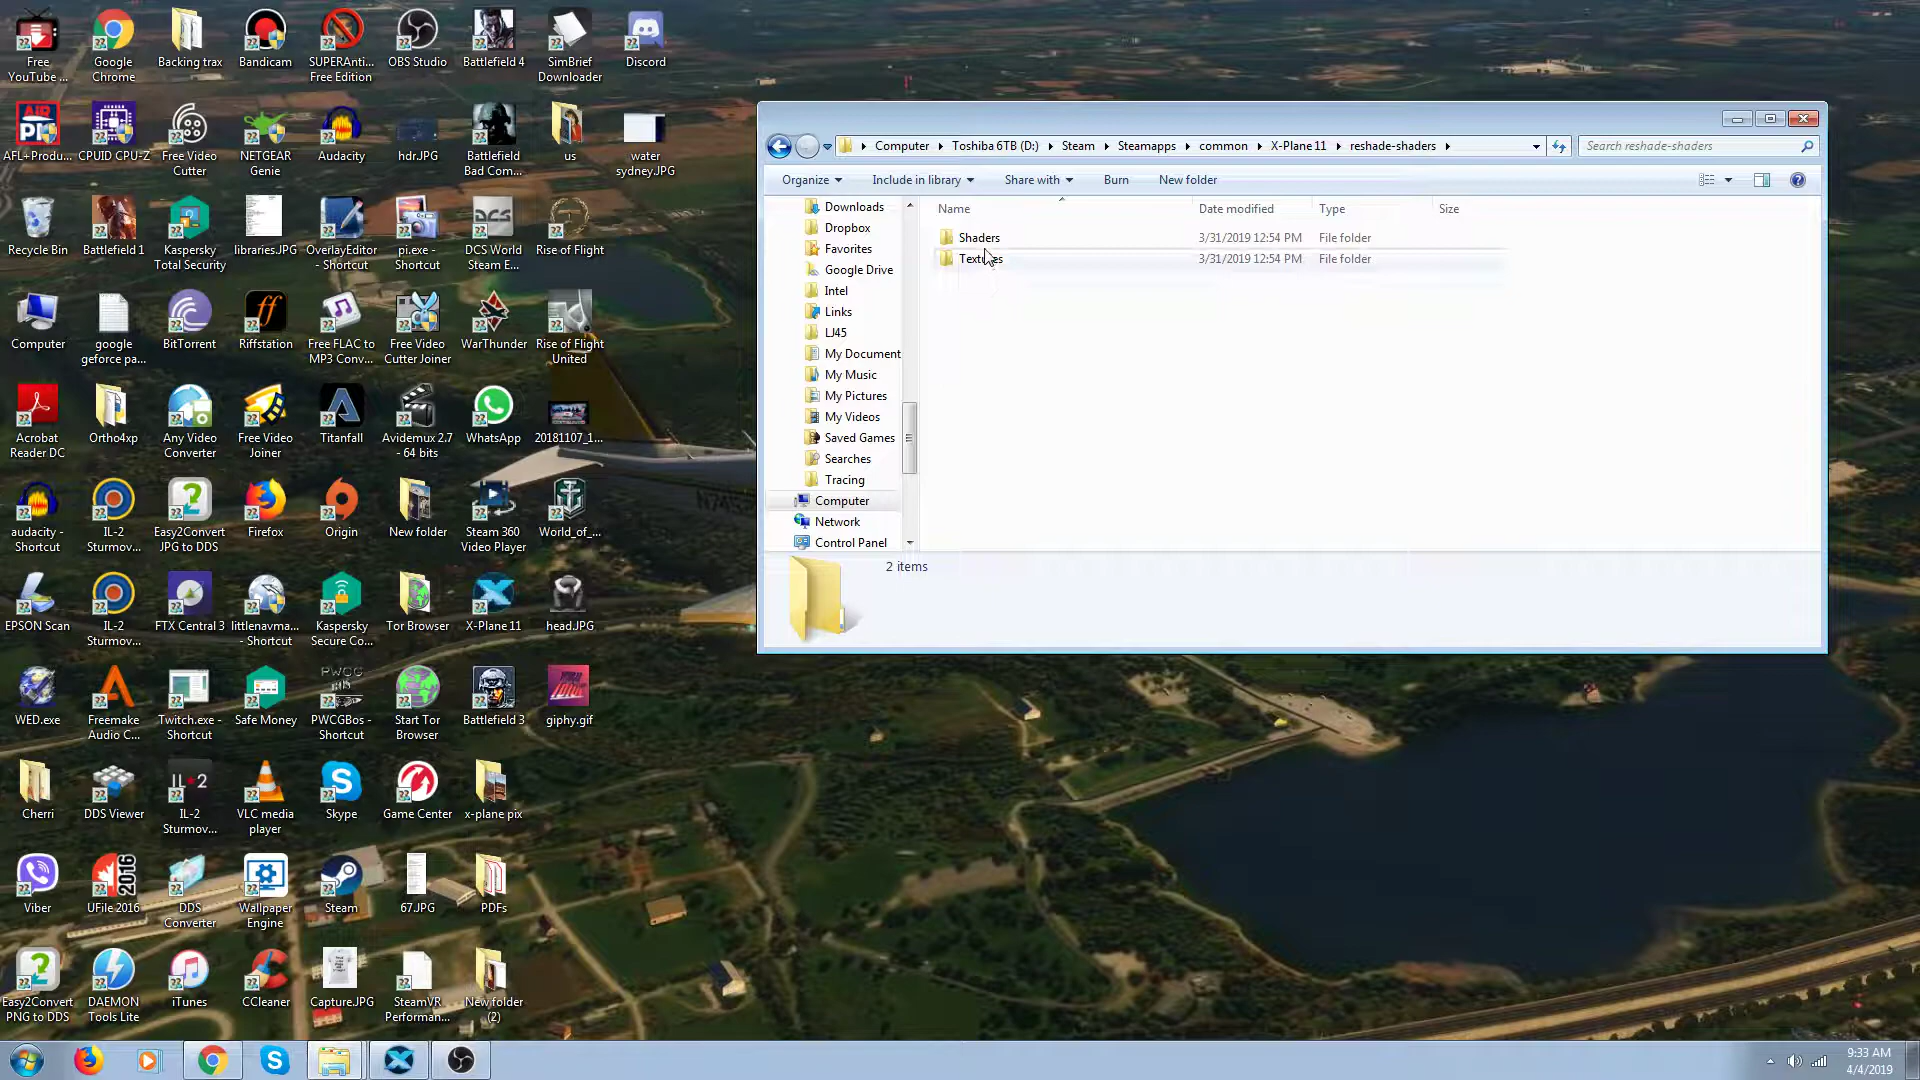 Free YouTube ...
Google Chrome
Backing trax
Bandicam
SUPERAnti... Free Edition
OBS Studio
Battlefield 4
SimBrief Downloader
Discord
AFL+Produ...
CPUID CPU-Z
Free Video Cutter
NETGEAR Genie
Audacity
hdr.JPG
Battlefield Bad Com...
us
water sydney.JPG
Recycle Bin
Battlefield 1
Kaspersky Total Security
libraries.JPG
OverlayEditor - Shortcut
pi.exe - Shortcut
DCS World Steam E...
Rise of Flight
Computer
google geforce pa...
BitTorrent
Riffstation
Free FLAC to MP3 Conv...
Free Video Cutter Joiner
WarThunder
Rise of Flight United
Acrobat Reader DC
Ortho4xp
Any Video Converter
Free Video Joiner
Titanfall
Avidemux 2.7 - 64 bits
WhatsApp
20181107_1...
audacity - Shortcut
IL-2 Sturmov...
Easy2Convert JPG to DDS
Firefox
Origin
New folder
Steam 360 Video Player
World_of_...
EPSON Scan
IL-2 Sturmov...
FTX Central 3
littlenavma... - Shortcut
Kaspersky Secure Co...
Tor Browser
X-Plane 11
head.JPG
WED.exe
Freemake Audio C...
Twitch.exe - Shortcut
Safe Money
PWCGBos - Shortcut
Start Tor Browser
Battlefield 3
giphy.gif
Cherri
DDS Viewer
IL-2 Sturmov...
VLC media player
Skype
Game Center
x-plane pix
Viber
UFile 2016
DDS Converter
Wallpaper Engine
Steam
67.JPG
PDFs
Easy2Convert PNG to DDS
DAEMON Tools Lite
iTunes
CCleaner
Capture.JPG
SteamVR Performan...
New folder (2)
Computer
Toshiba 6TB (D:)
Steam
Steamapps
common
X-Plane 11
reshade-shaders
Search reshade-shaders
Organize
Include in library
Share with
Burn
New folder
Downloads
Dropbox
Favorites
Google Drive
Intel
Links
LJ45
My Document
My Music
My Pictures
My Videos
Saved Games
Searches
Tracing
Computer
Network
Control Panel
Name
Date modified
Type
Size
Shaders
3/31/2019 12:54 PM
File folder
Textures
3/31/2019 12:54 PM
File folder
2 items
9:33 AM
4/4/2019